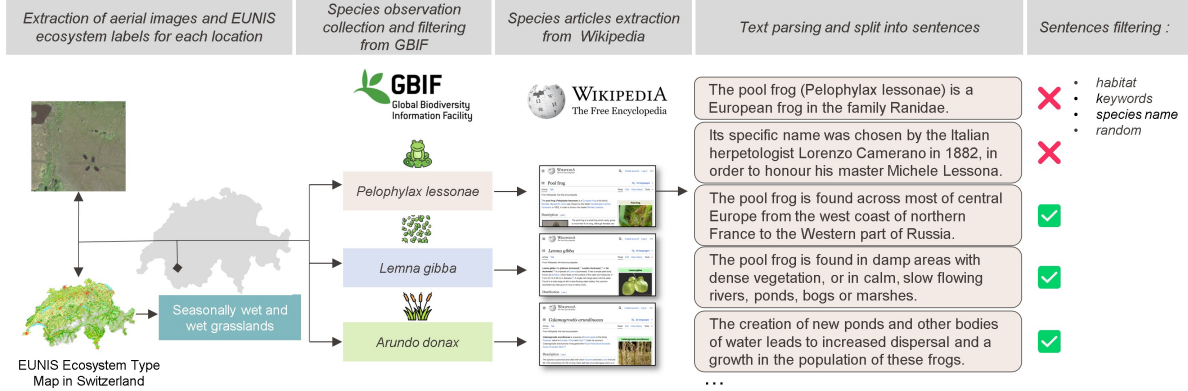 Extraction of aerial images and EUNIS
ecosystem labels for each location
Species observation
collection and filtering
from GBIF
Species articles extraction
from Wikipedia
Text parsing and split into sentences
Sentences filtering :
GBIF
Global Biodiversity
Information Facility
WIKIPEDIA
The Free Encyclopedia
The pool frog (Pelophylax lessonae) is a
European frog in the family Ranidae.
• habitat
• keywords
• species name
• random
Its specific name was chosen by the Italian
herpetologist Lorenzo Camerano in 1882, in
order to honour his master Michele Lessona.
Pelophylax lessonae
Pool frog
The pool frog is found across most of central
Europe from the west coast of northern
France to the Western part of Russia.
Lemna gibba
Lemna gibba
The pool frog is found in damp areas with
dense vegetation, or in calm, slow flowing
rivers, ponds, bogs or marshes.
Seasonally wet and
wet grasslands
Arundo donax
Calamagrostis arundinacea
The creation of new ponds and other bodies
of water leads to increased dispersal and a
growth in the population of these frogs.
EUNIS Ecosystem Type
Map in Switzerland
...